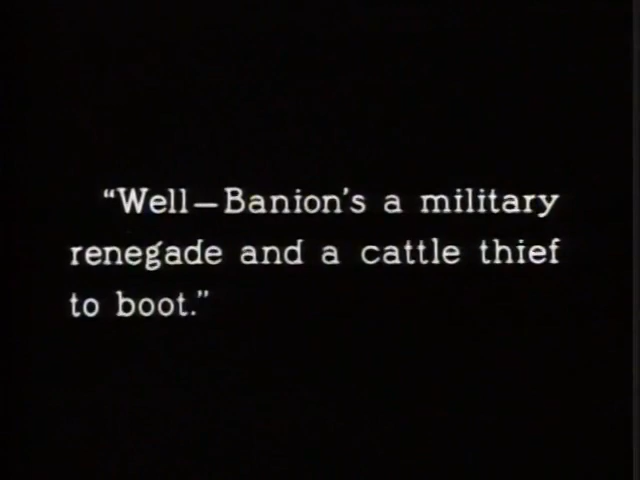 “Well—Banion's a military
renegade and a cattle thief
to boot.”